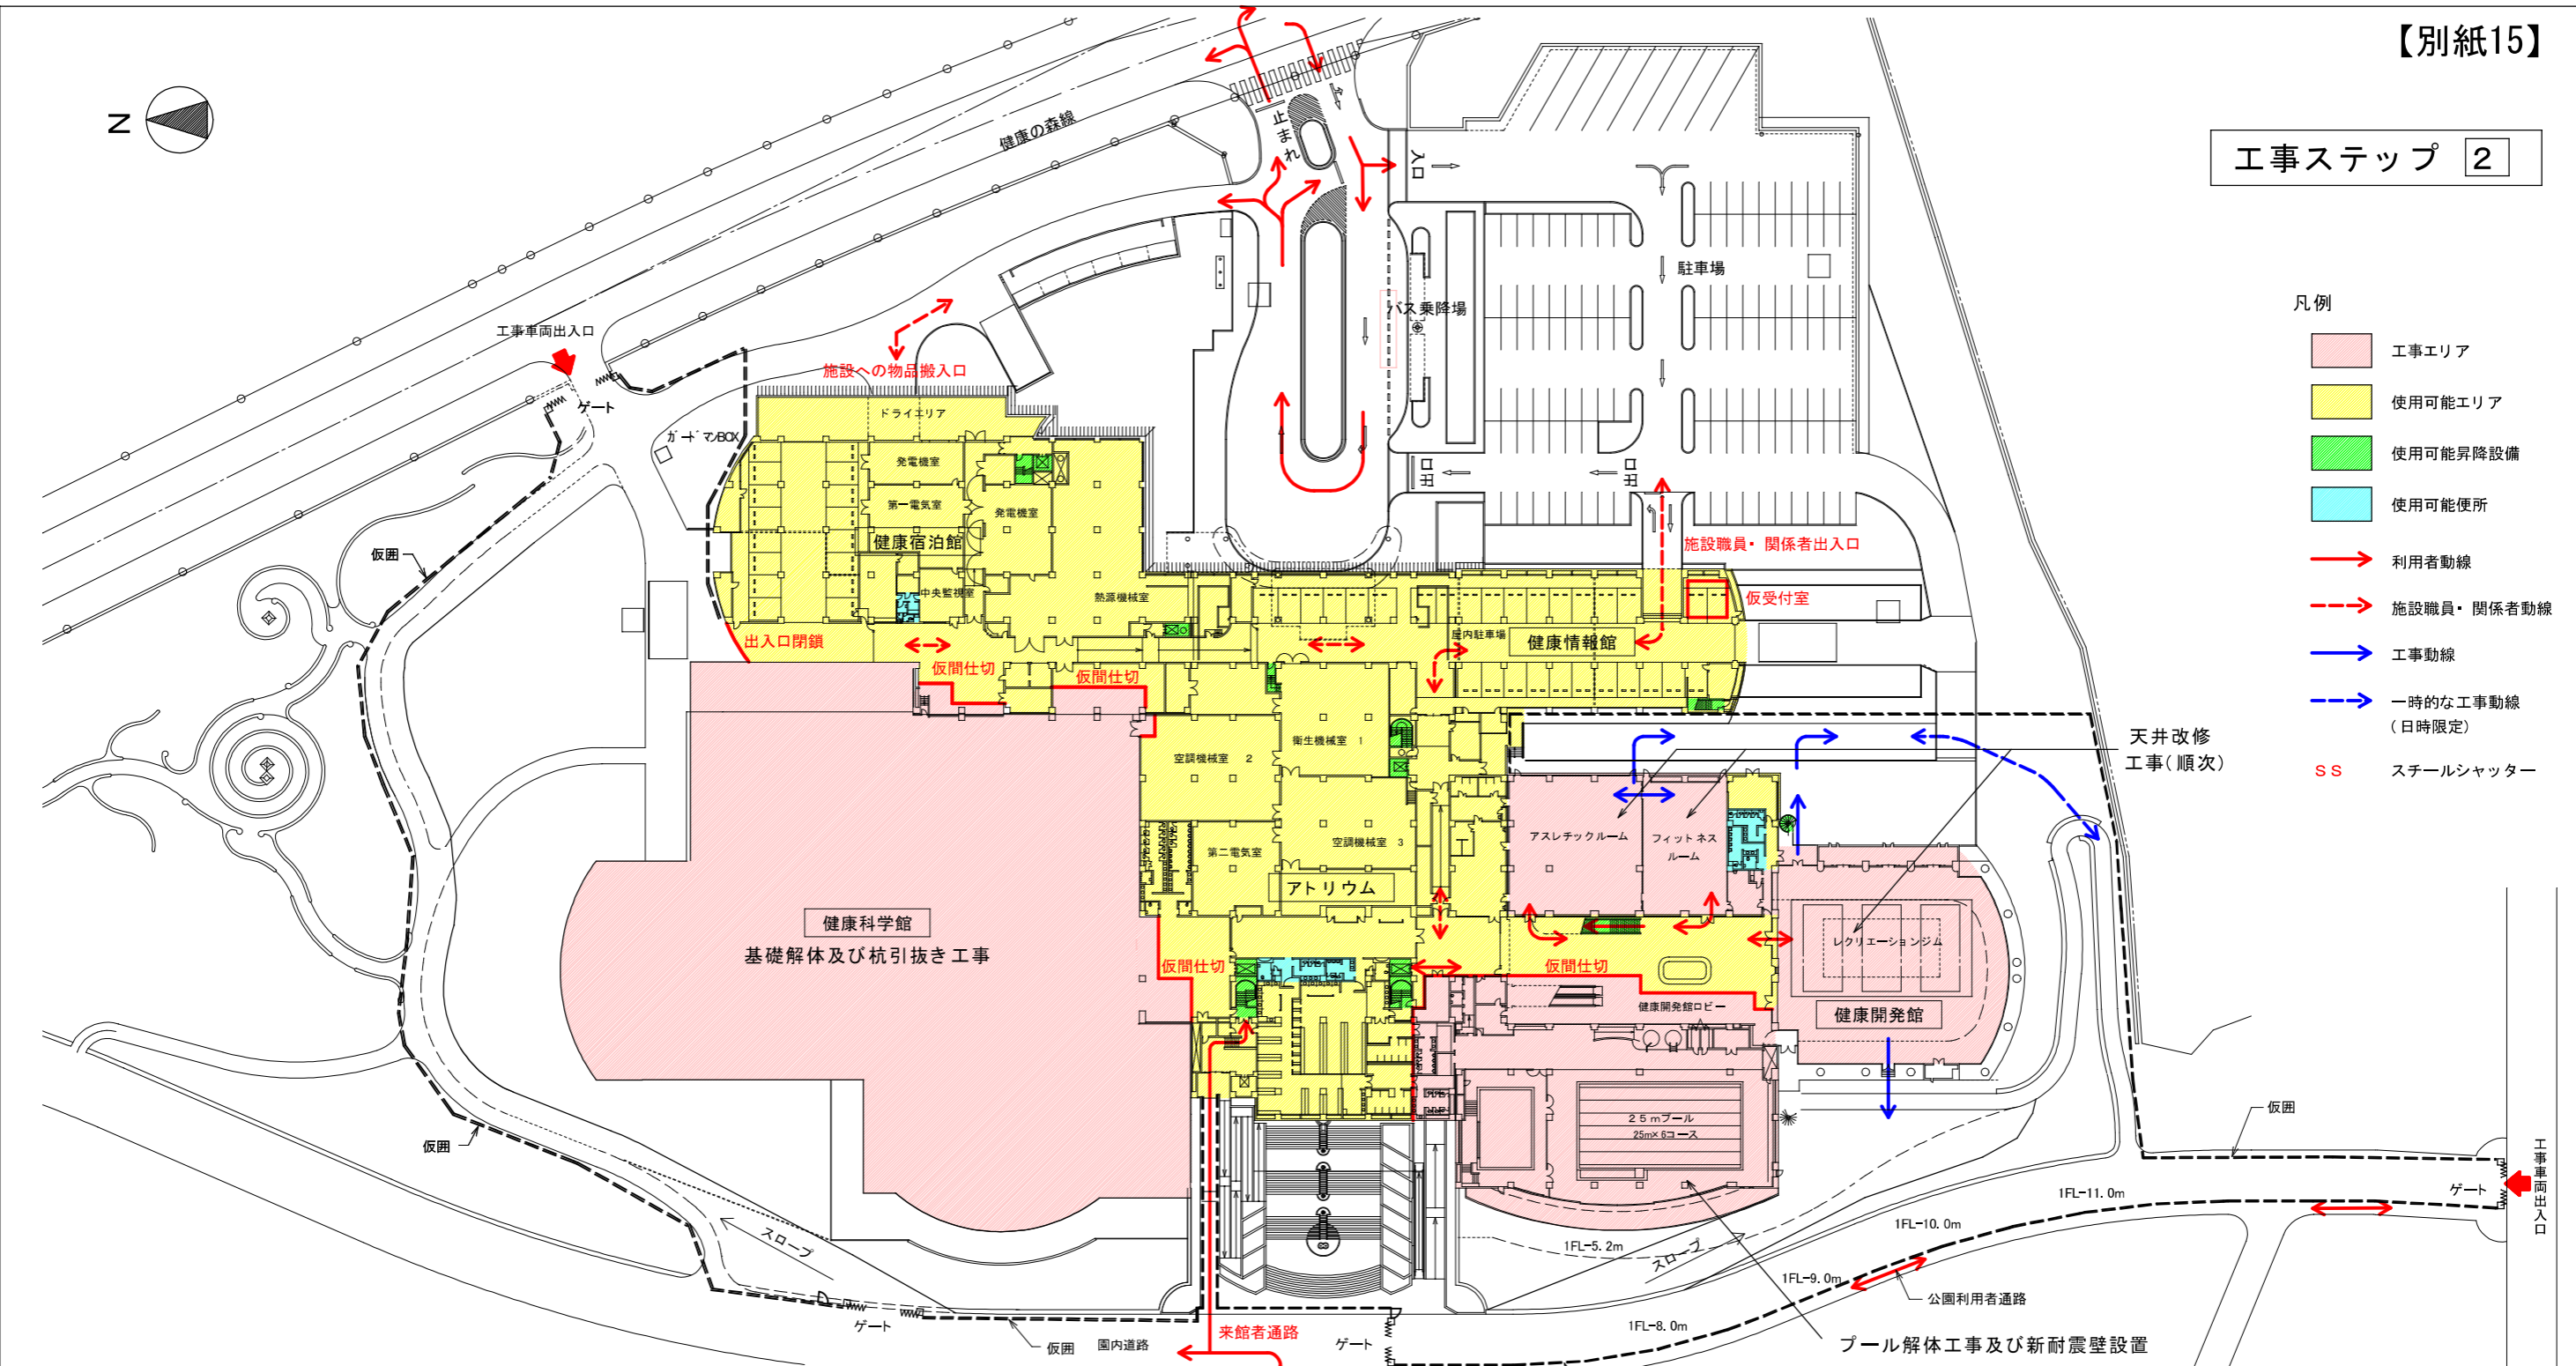 【別紙15】
工事ステップ 2
N
健康の森線
止まれ
入口
駐車場
バス乗降場
出口
出口
工事車両出入口
ゲート
ガードマンBOX
施設への物品搬入口
ドライエリア
発電機室
第一電気室
発電機室
健康宿泊館
中央監視室
熱源機械室
施設職員・関係者出入口
仮受付室
屋内駐車場
健康情報館
出入口閉鎖
仮間仕切
仮間仕切
仮囲
凡例
工事エリア
使用可能エリア
使用可能昇降設備
使用可能便所
利用者動線
施設職員・関係者動線
工事動線
一時的な工事動線
(日時限定)
SS スチールシャッター
天井改修
工事(順次)
空調機械室 2
衛生機械室 1
第二電気室
空調機械室 3
アトリウム
アスレチックルーム
フィットネス
ルーム
健康科学館
基礎解体及び杭引抜き工事
仮間仕切
仮間仕切
レクリエーションジム
健康開発館ロビー
健康開発館
25mプール
25m×6コース
仮囲
仮囲
工事車両出入口
ゲート
スロープ
スロープ
1FL-5.2m
1FL-11.0m
1FL-10.0m
1FL-9.0m
1FL-8.0m
公園利用者通路
ゲート
仮囲
園内道路
来館者通路
ゲート
プール解体工事及び新耐震壁設置